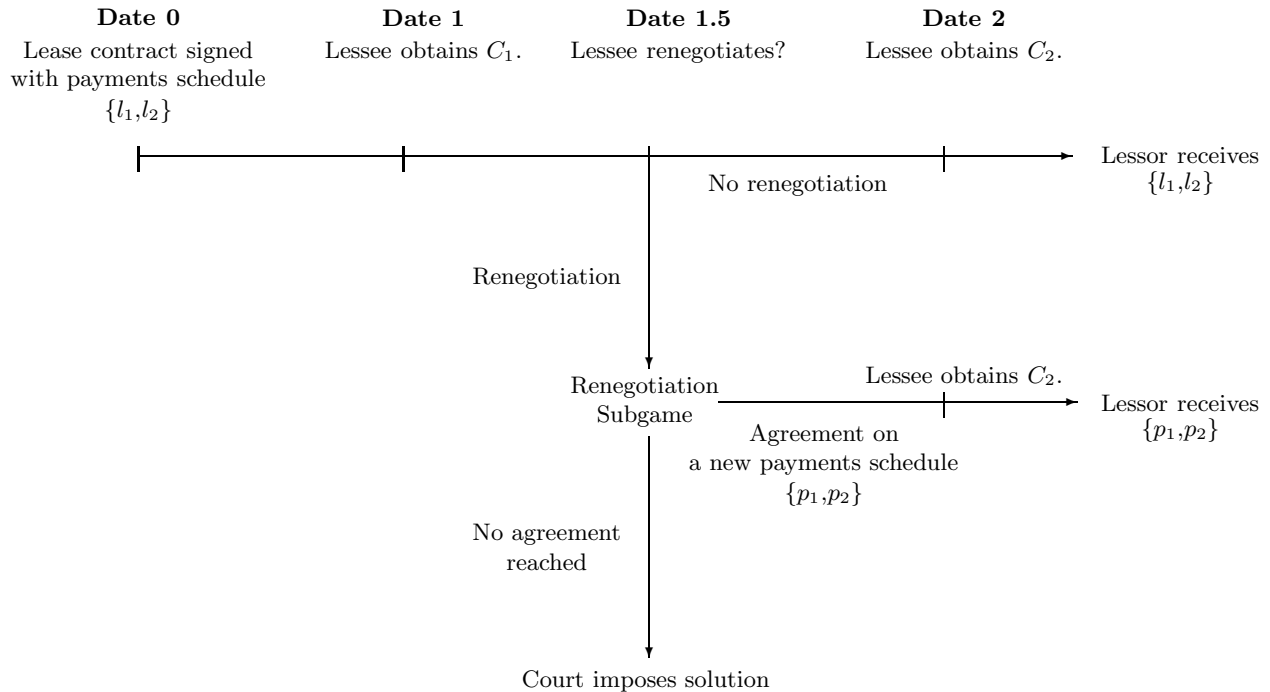 Date 0
Lease contract signed
with payments schedule
{l₁,l₂}
Date 1
Lessee obtains C₁.
Date 1.5
Lessee renegotiates?
Date 2
Lessee obtains C₂.
No renegotiation
Lessor receives
{l₁,l₂}
Renegotiation
Renegotiation
Subgame
Lessee obtains C₂.
Agreement on
a new payments schedule
{p₁,p₂}
Lessor receives
{p₁,p₂}
No agreement
reached
Court imposes solution